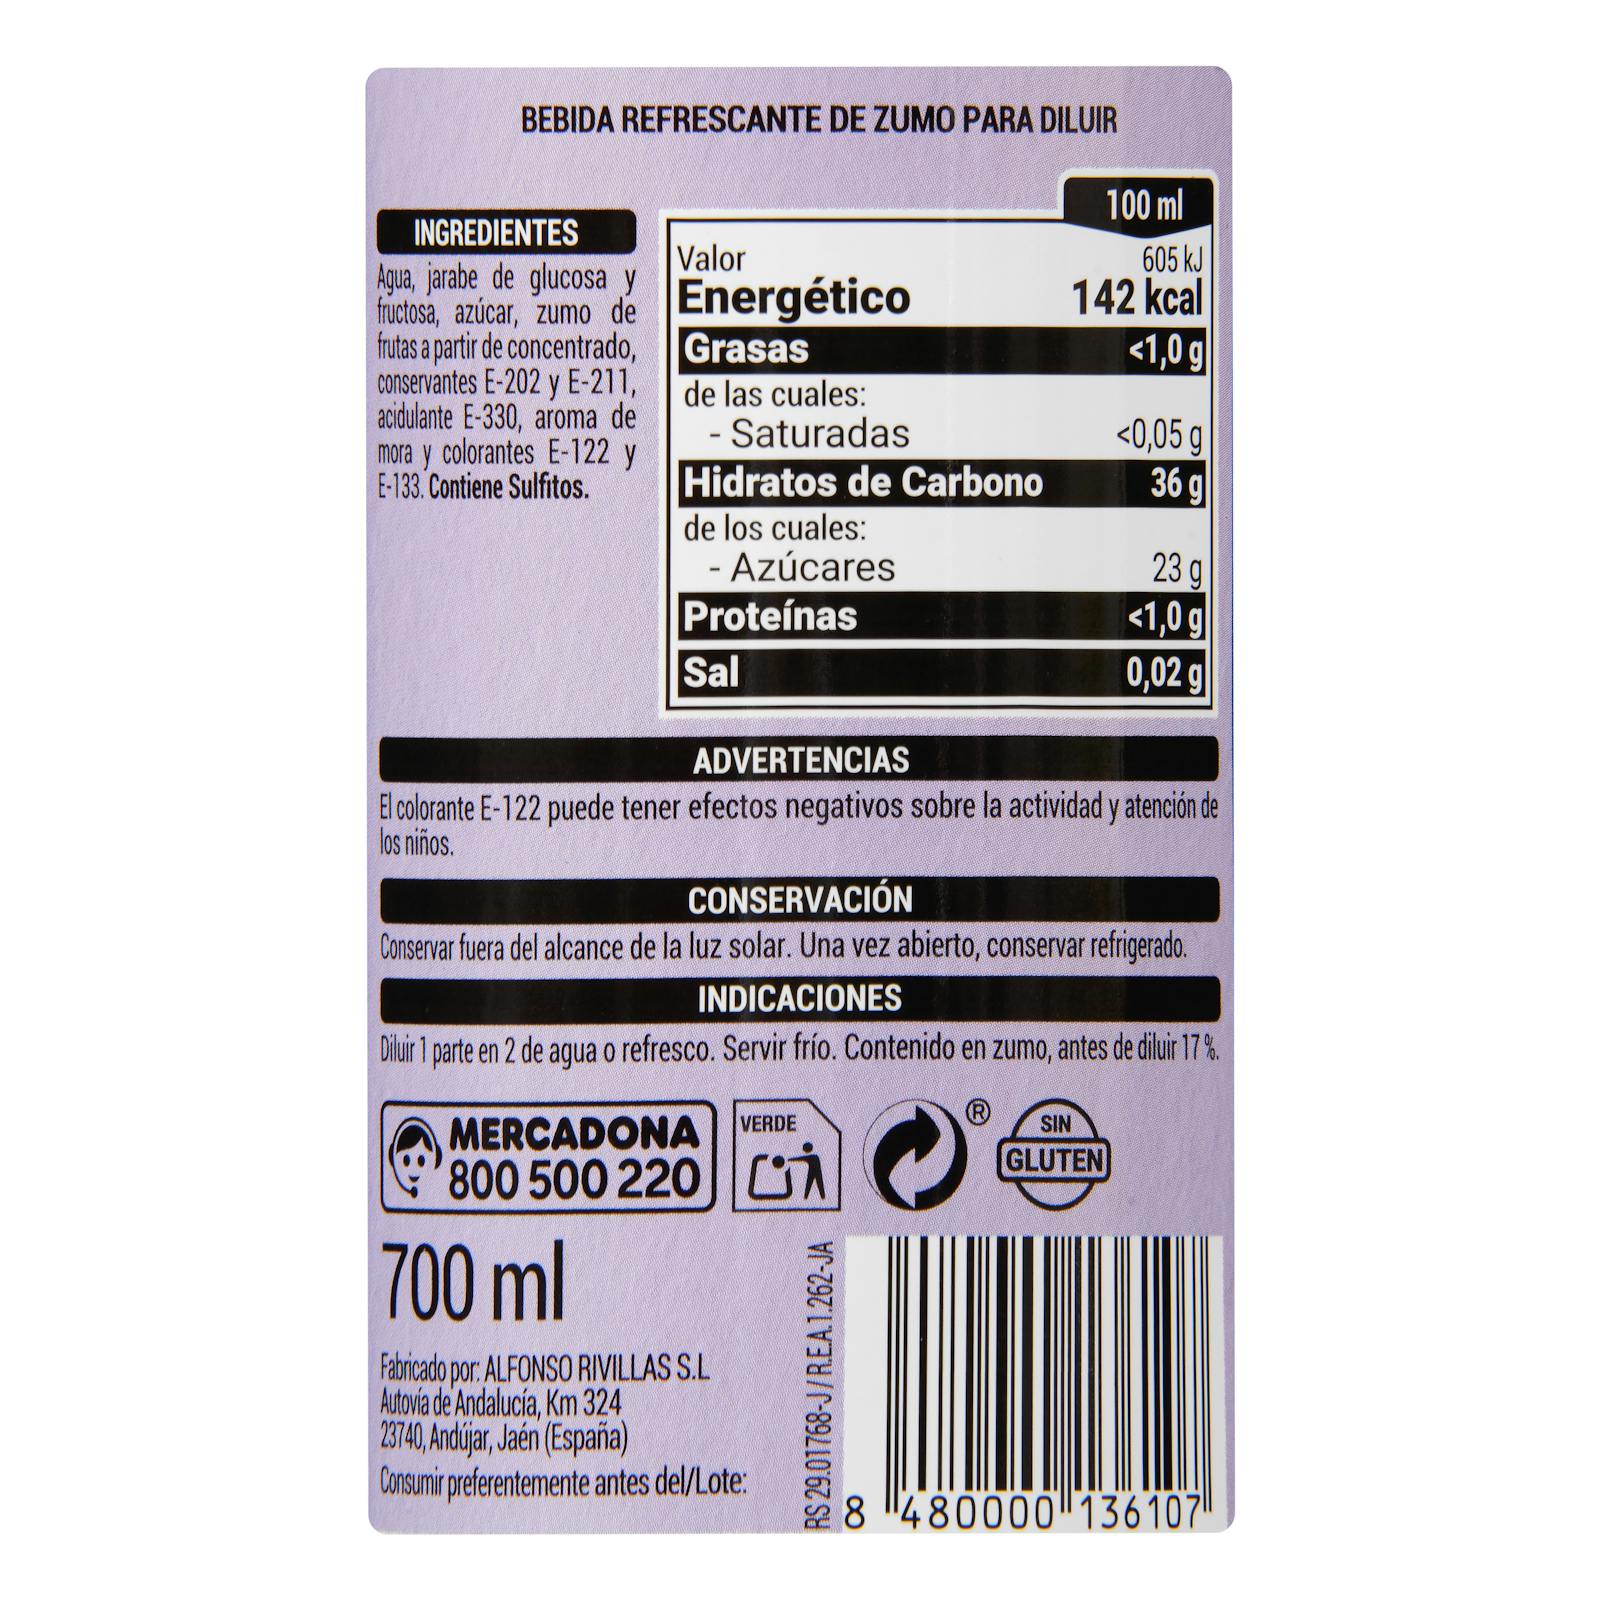 BEBIDA REFRESCANTE DE ZUMO PARA DILUIR
INGREDIENTES
Agua, jarabe de glucosa y
fructosa, azúcar, zumo de
frutas a partir de concentrado,
conservantes E-202 y E-211,
acidulante E-330, aroma de
mora y colorantes E-122 y
E-133. Contiene Sulfitos.
100 ml
Valor 605 kJ
Energético 142 kcal
Grasas <1,0 g
de las cuales:
- Saturadas <0,05 g
Hidratos de Carbono 36 g
de los cuales:
- Azúcares 23 g
Proteínas <1,0 g
Sal 0,02 g
ADVERTENCIAS
El colorante E-122 puede tener efectos negativos sobre la actividad y atención de
los niños.
CONSERVACIÓN
Conservar fuera del alcance de la luz solar. Una vez abierto, conservar refrigerado.
INDICACIONES
Diluir 1 parte en 2 de agua o refresco. Servir frío. Contenido en zumo, antes de diluir 17 %.
MERCADONA
800 500 220
VERDE
®
SIN
GLUTEN
700 ml
Fabricado por: ALFONSO RIVILLAS S.L
Autovía de Andalucía, Km 324
23740, Andújar, Jaén (España)
Consumir preferentemente antes del/Lote:
RS 29.01768-J / R.E.A.1.262-JA
8 480000 136107